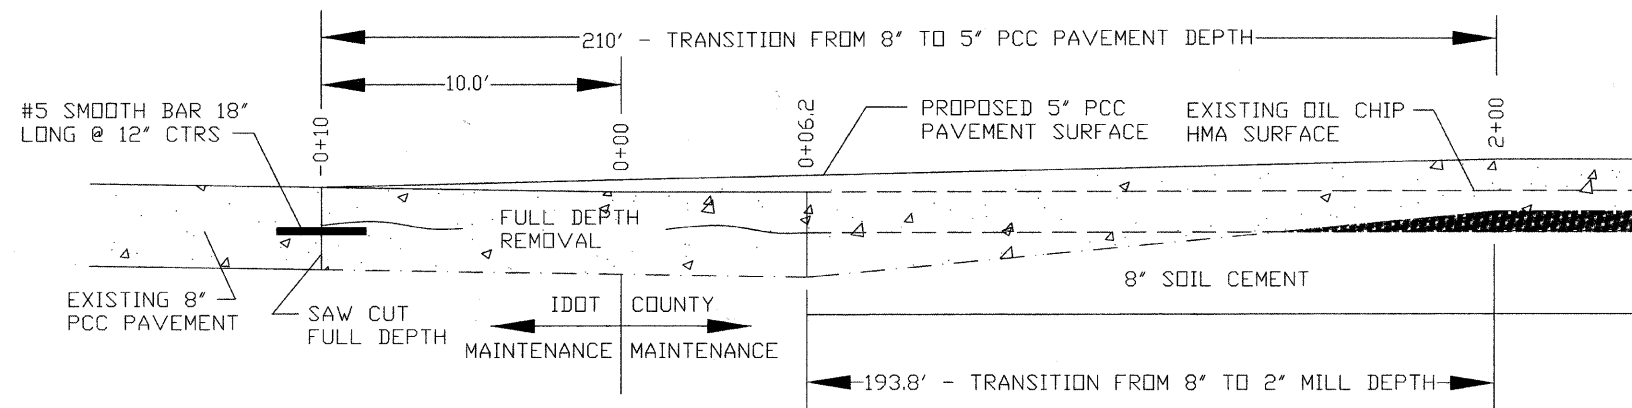 210' - TRANSITION FROM 8" TO 5" PCC PAVEMENT DEPTH
10.0'
#5 SMOOTH BAR 18"
LONG @ 12" CTRS
-0+10
0+00
0+06.2
PROPOSED 5" PCC
PAVEMENT SURFACE
EXISTING OIL CHIP
HMA SURFACE
2+00
FULL DEPTH
REMOVAL
8" SOIL CEMENT
EXISTING 8"
PCC PAVEMENT
SAW CUT
FULL DEPTH
IDOT
MAINTENANCE
COUNTY
MAINTENANCE
193.8' - TRANSITION FROM 8" TO 2" MILL DEPTH